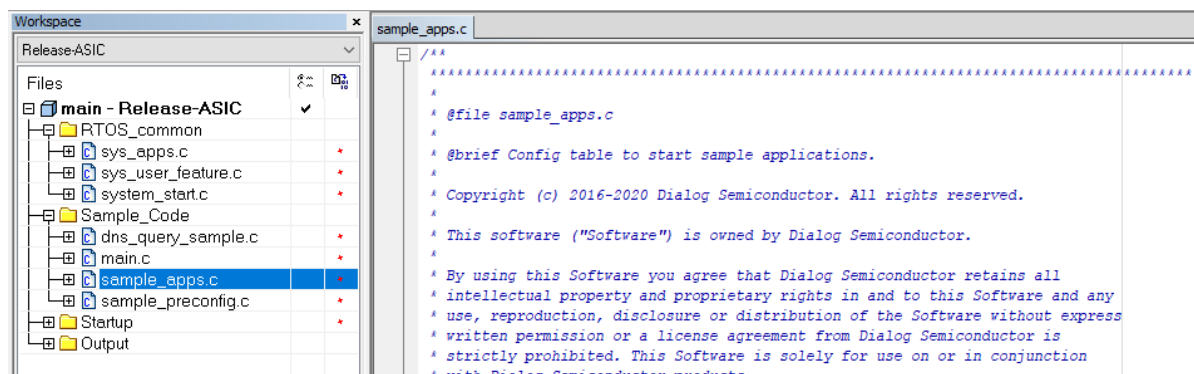 Workspace
Release-ASIC
Files
main - Release-ASIC
RTOS_common
sys_apps.c
sys_user_feature.c
system_start.c
Sample_Code
dns_query_sample.c
main.c
sample_apps.c
sample_preconfig.c
Startup
Output
sample_apps.c
/**
****************************************************************************************
*
* @file sample_apps.c
*
* @brief Config table to start sample applications.
*
* Copyright (c) 2016-2020 Dialog Semiconductor. All rights reserved.
*
* This software ("Software") is owned by Dialog Semiconductor.
*
* By using this Software you agree that Dialog Semiconductor retains all
* intellectual property and proprietary rights in and to this Software and any
* use, reproduction, disclosure or distribution of the Software without express
* written permission or a license agreement from Dialog Semiconductor is
* strictly prohibited. This Software is solely for use on or in conjunction
* with Dialog Semiconductor products.